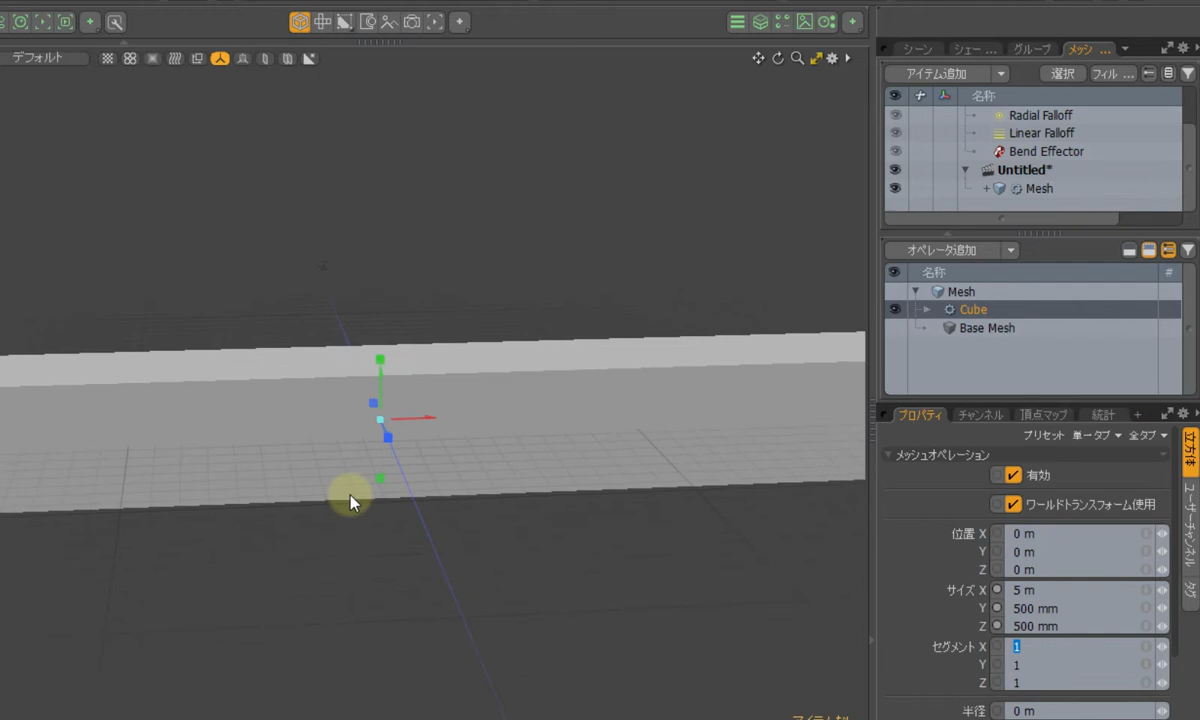 デフォルト
シーン シェー ... グループ メッシ ...
アイテム追加 選択 フィル ...
名称
Radial Falloff
Linear Falloff
Bend Effector
Untitled*
+ Mesh
オペレータ追加
名称 #
Mesh
Cube
Base Mesh
プロパティ チャンネル 頂点マップ 統計 +
プリセット 単一タブ 全タブ
メッシュオペレーション
有効
ワールドトランスフォーム使用
位置 X 0 m
Y 0 m
Z 0 m
サイズ X 5 m
Y 500 mm
Z 500 mm
セグメント X 1
Y 1
Z 1
半径 0 m
立方体
ユーザーチャンネル
タグ